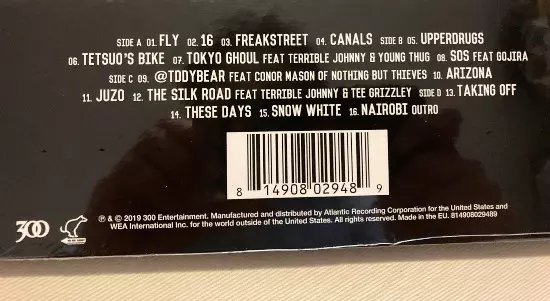 SIDE A 01. FLY 02. 16 03. FREAKSTREET 04. CANALS SIDE B 05. UPPERDRUGS
06. TETSUO'S BIKE 07. TOKYO GHOUL FEAT TERRIBLE JOHNNY & YOUNG THUG 08. SOS FEAT GOJIRA
SIDE C 09. @TDDYBEAR FEAT CONOR MASON OF NOTHING BUT THIEVES 10. ARIZONA
11. JUZO 12. THE SILK ROAD FEAT TERRIBLE JOHNNY & TEE GRIZZLEY SIDE D 13. TAKING OFF
14. THESE DAYS 15. SNOW WHITE 16. NAIROBI OUTRO
8 14908 02948 9
℗ & © 2019 300 Entertainment. Manufactured and distributed by Atlantic Recording Corporation for the United States and
WEA International Inc. for the world outside of the United States. All rights reserved. Made in the EU. 814908029489
300